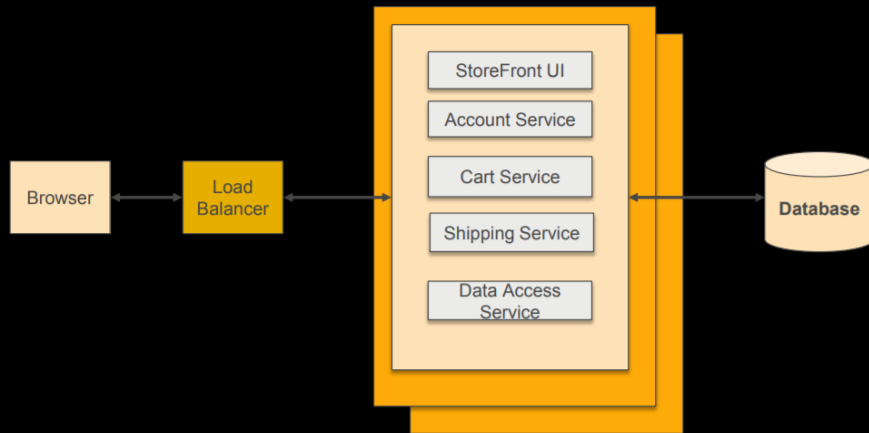 StoreFront UI
Account Service
Cart Service
Shipping Service
Data Access
Service
Browser
Load
Balancer
Database